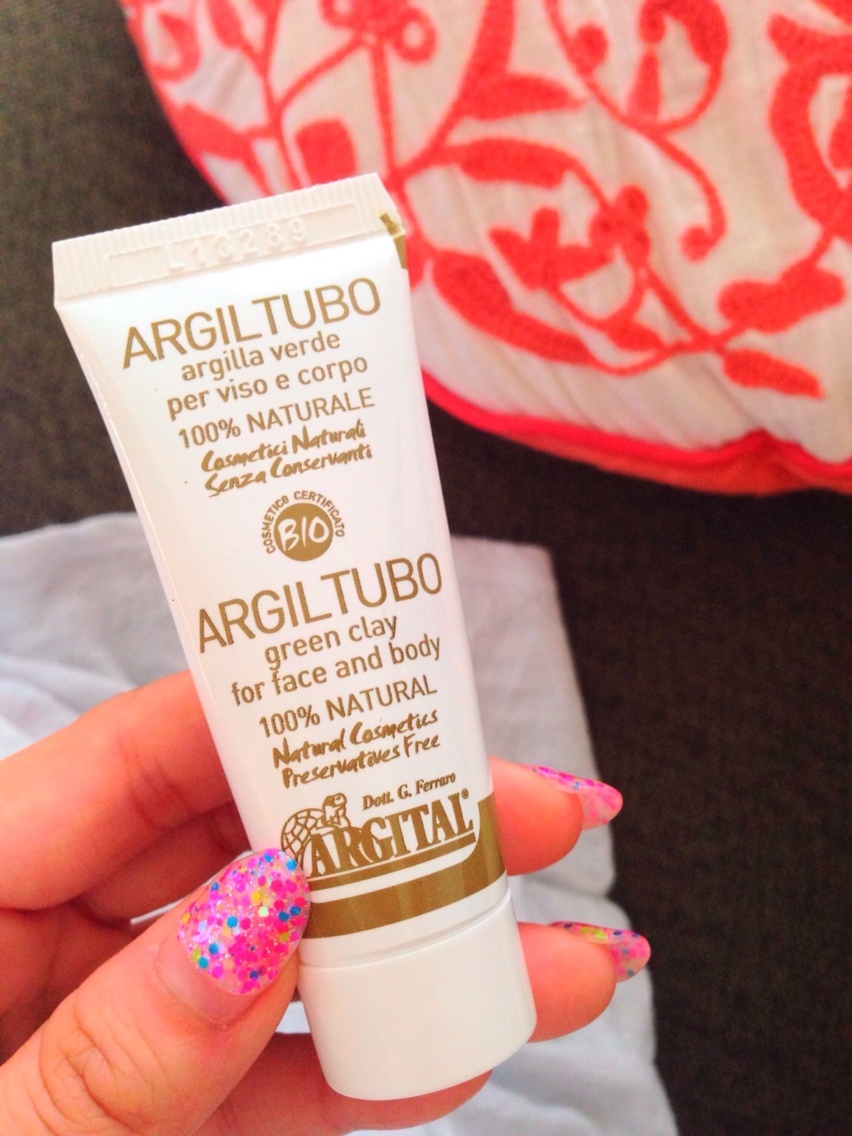 L13289
ARGILTUBO
argilla verde
per viso e corpo
100% NATURALE
Cosmetici Naturali
Senza Conservanti
COSMETICO CERTIFICATO
BIO
ARGILTUBO
green clay
for face and body
100% NATURAL
Natural Cosmetics
Preservatives Free
Dott. G. Ferraro
ARGITAL®